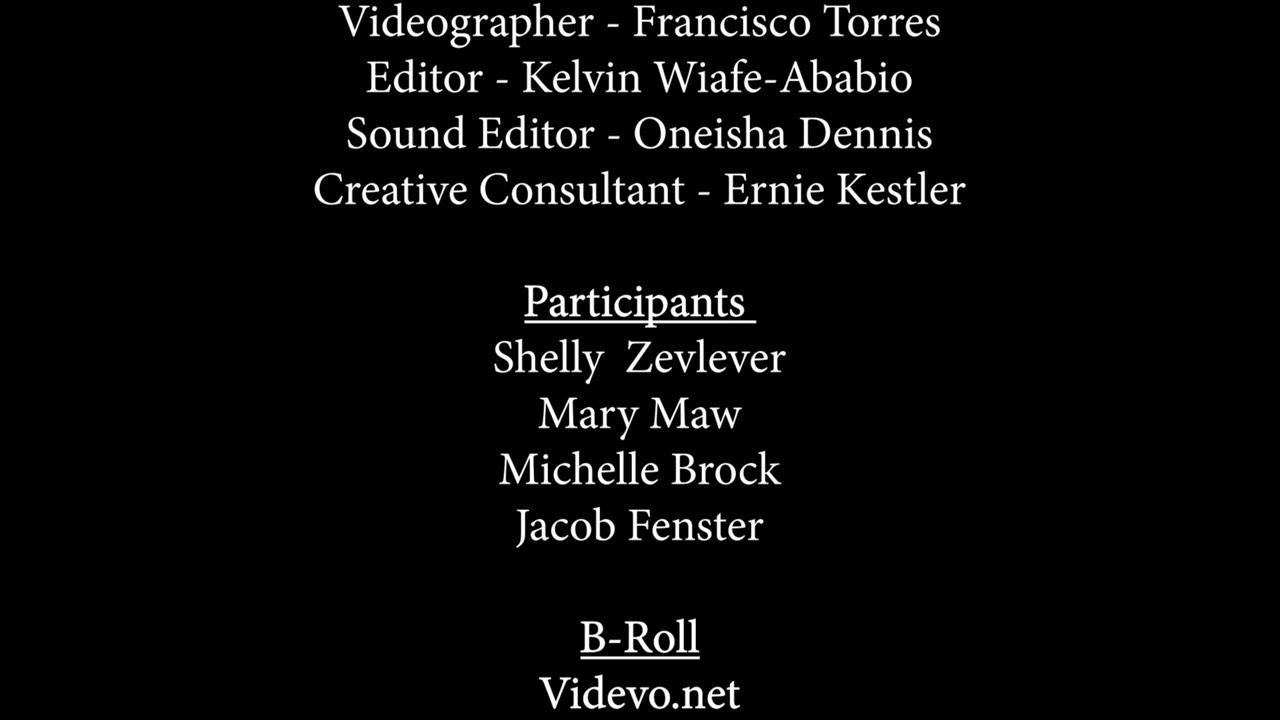 Videographer - Francisco Torres
Editor - Kelvin Wiafe-Ababio
Sound Editor - Oneisha Dennis
Creative Consultant - Ernie Kestler
Participants
Shelly  Zevlever
Mary Maw
Michelle Brock
Jacob Fenster
B-Roll
Videvo.net